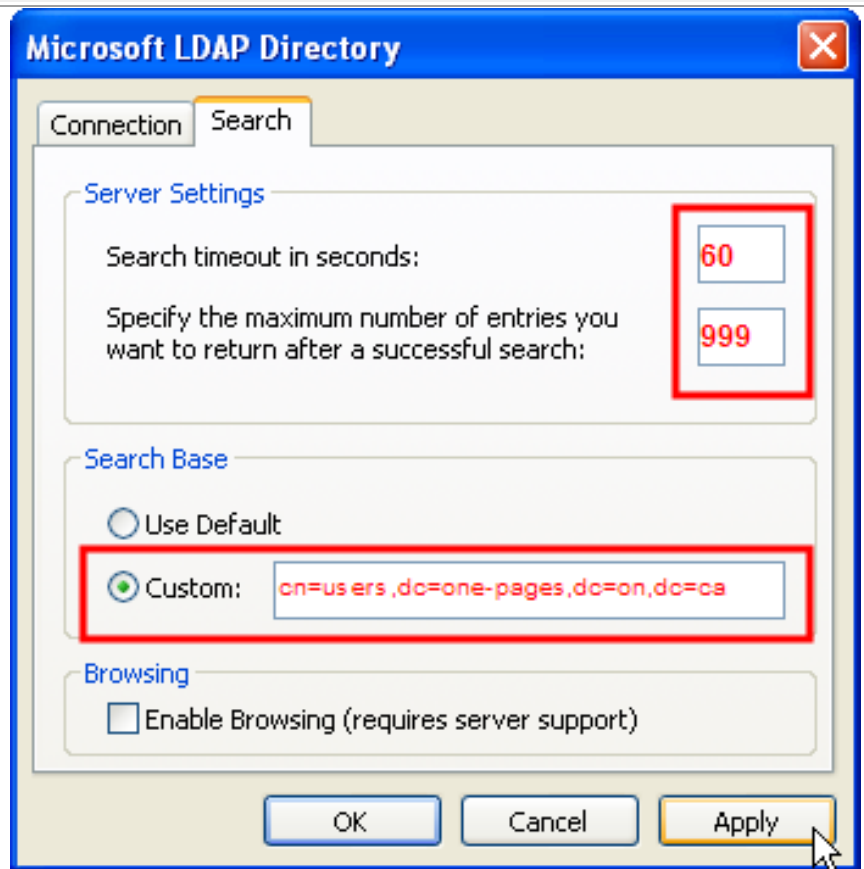 Microsoft LDAP Directory
Connection
Search
Server Settings
Search timeout in seconds:
60
Specify the maximum number of entries you
want to return after a successful search:
999
Search Base
Use Default
Custom:
cn=users,dc=one-pages,dc=on,dc=ca
Browsing
Enable Browsing (requires server support)
OK
Cancel
Apply